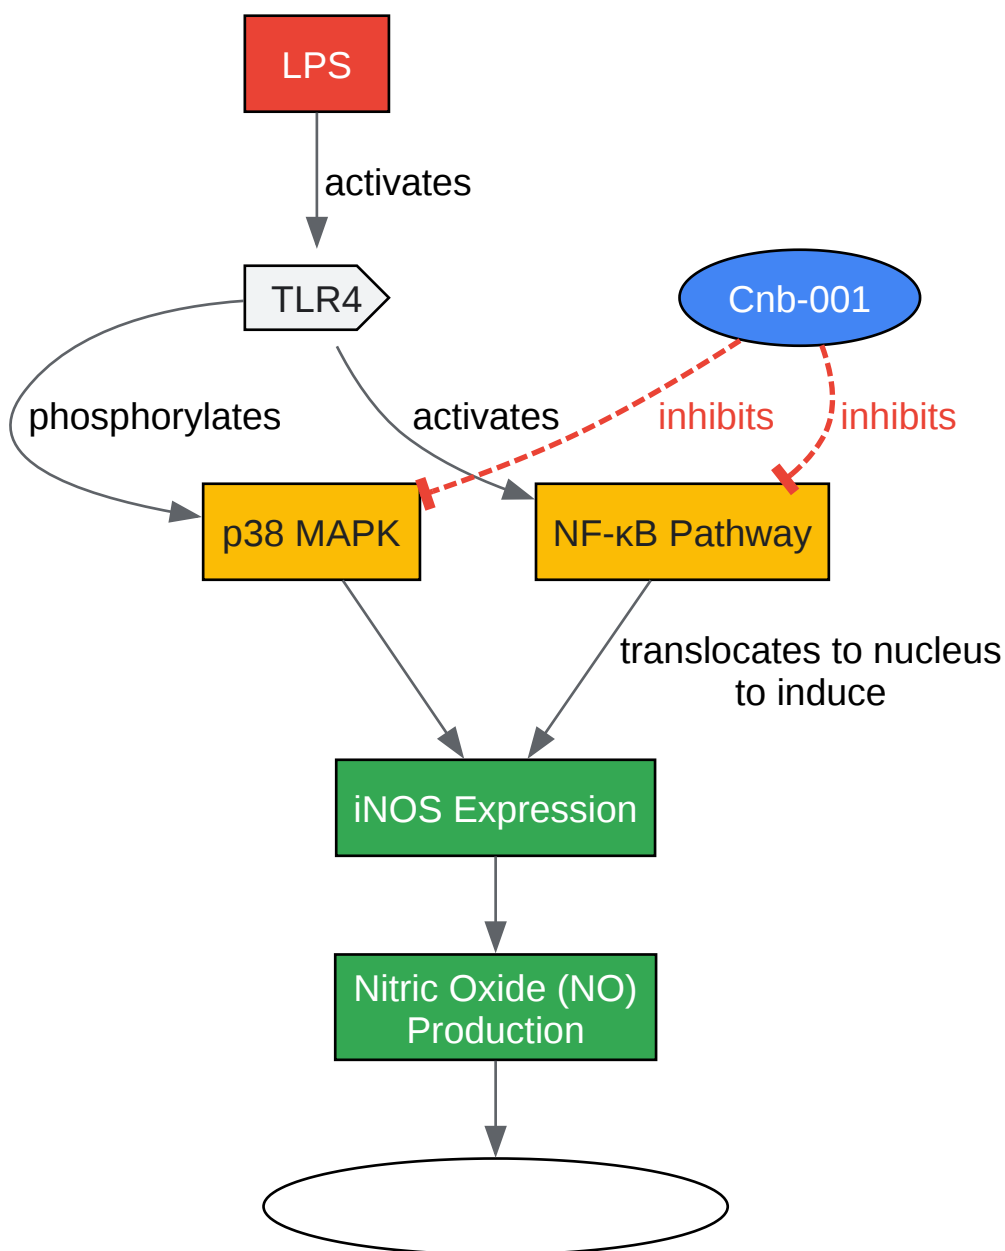 LPS
activates
TLR4
Cnb-001
phosphorylates
activates
inhibits
inhibits
p38 MAPK
NF-κB Pathway
translocates to nucleus
to induce
iNOS Expression
Nitric Oxide (NO)
Production